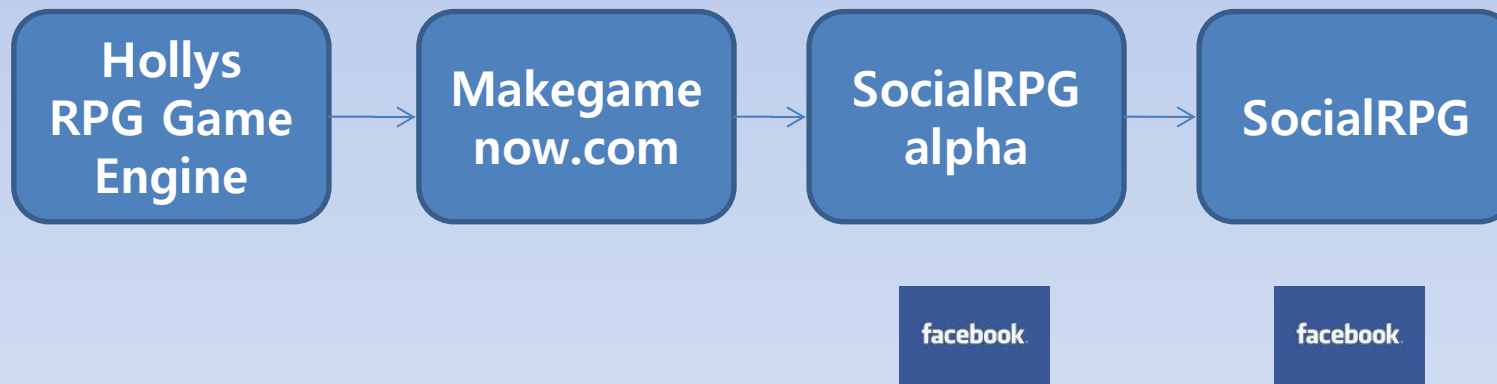 Hollys
RPG Game
Engine
Makegame
now.com
SocialRPG
alpha
SocialRPG
facebook
facebook